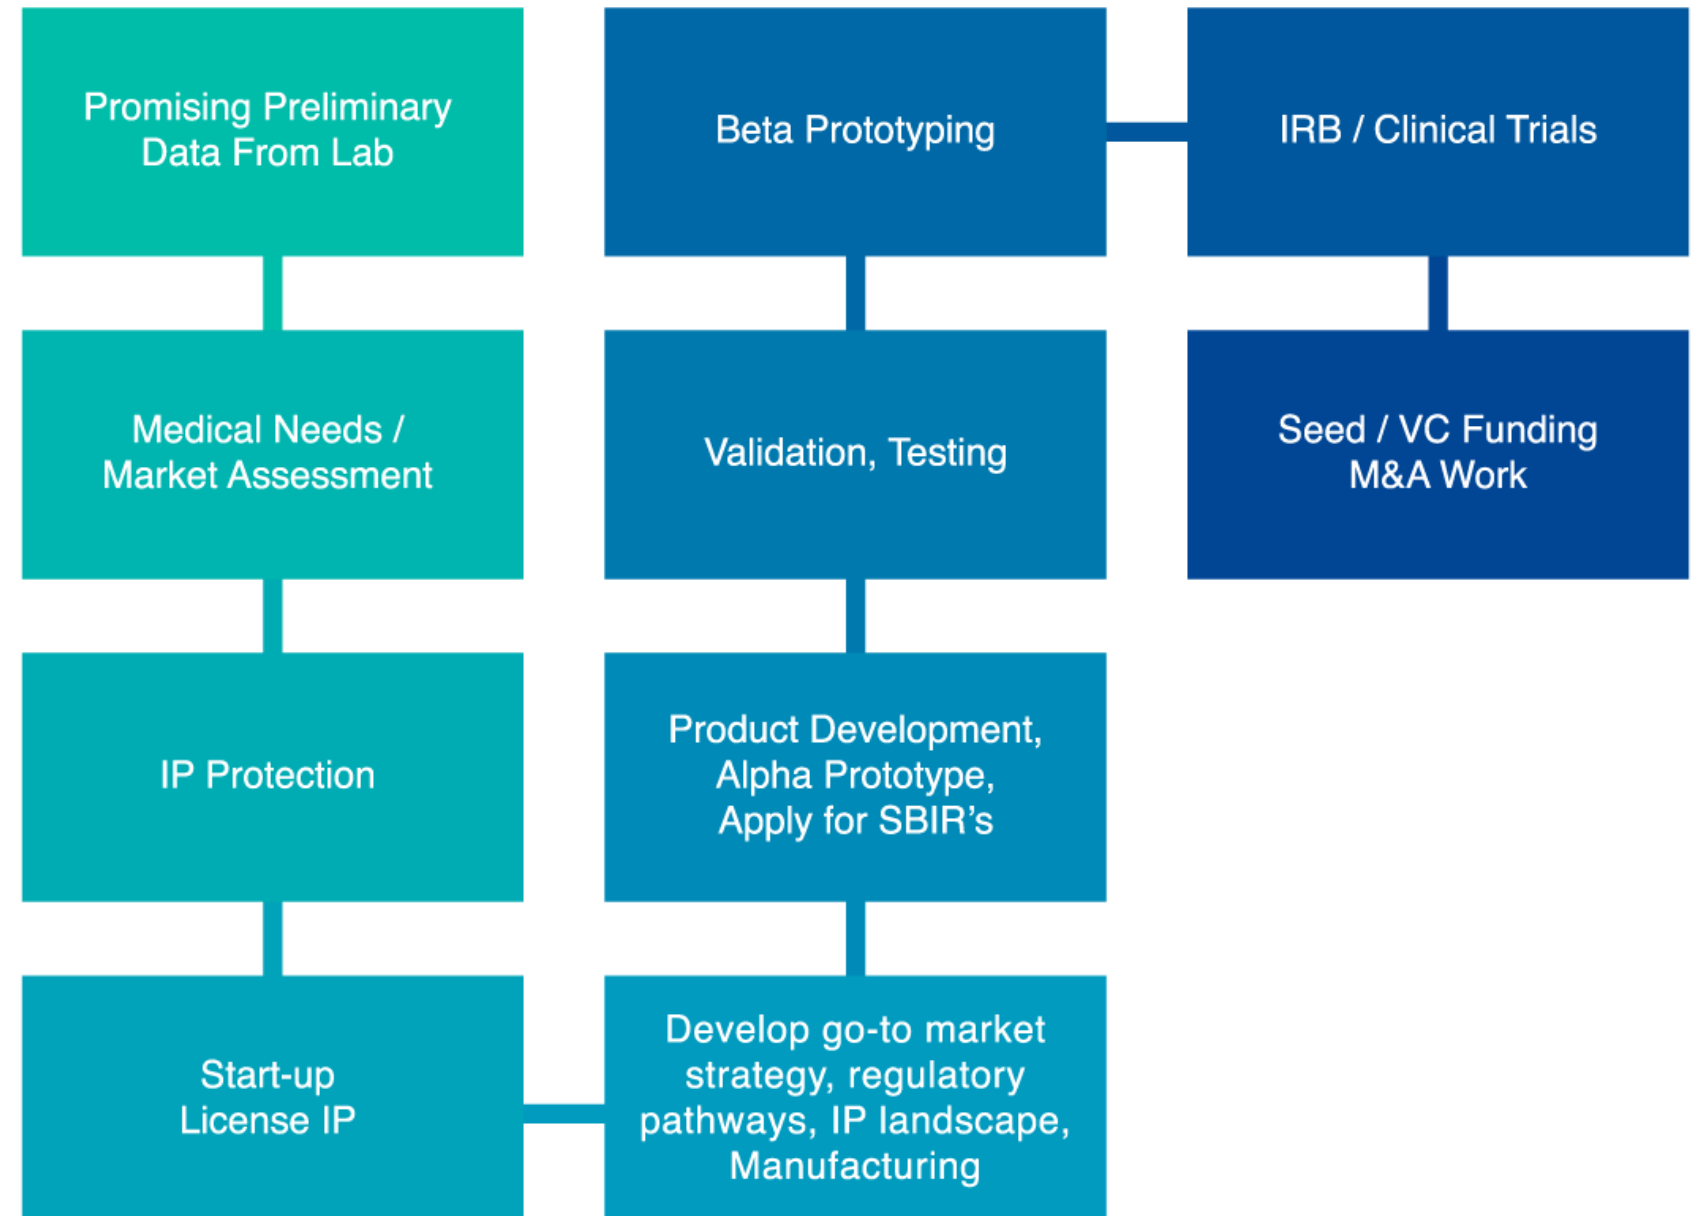 Promising Preliminary
Data From Lab
Medical Needs /
Market Assessment
IP Protection
Start-up
License IP
Develop go-to market
strategy, regulatory
pathways, IP landscape,
Manufacturing
Product Development,
Alpha Prototype,
Apply for SBIR’s
Validation, Testing
Beta Prototyping
IRB / Clinical Trials
Seed / VC Funding
M&A Work